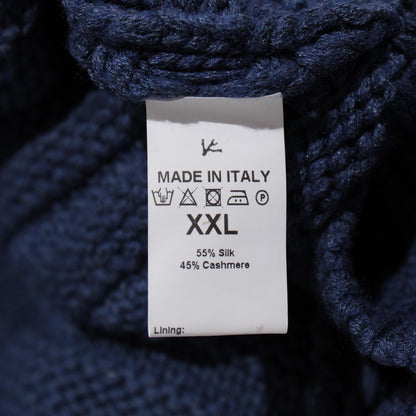 MADE IN ITALY
P
XXL
55% Silk
45% Cashmere
Lining: